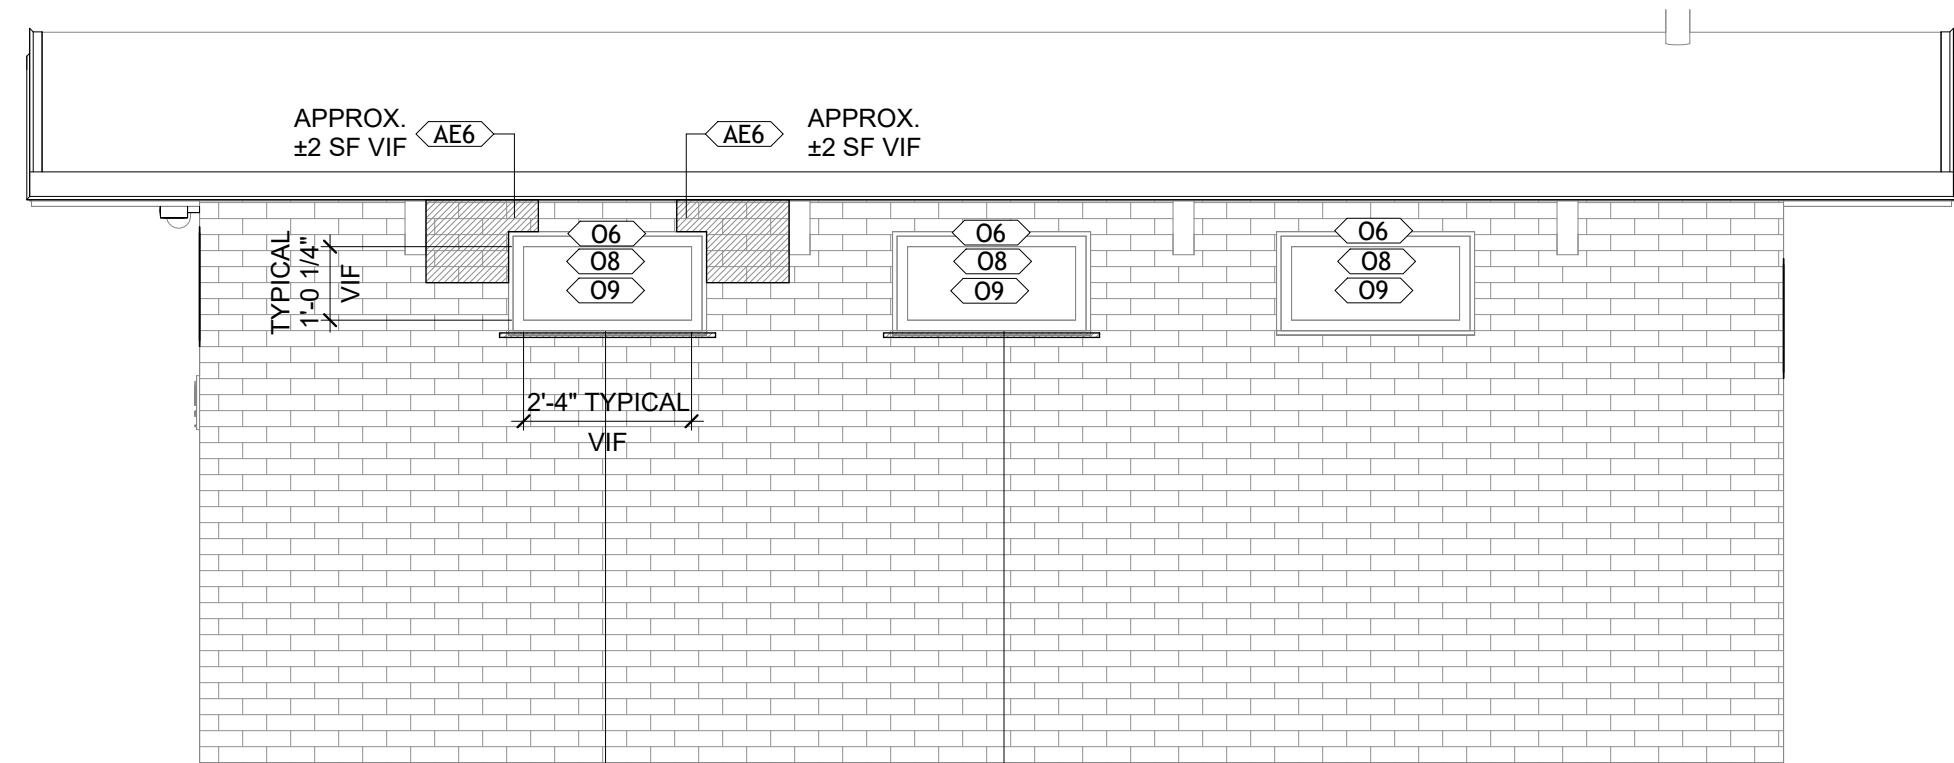 APPROX.
±2 SF VIF
AE6
AE6
APPROX.
±2 SF VIF
TYPICAL
1'-0 1/4"
VIF
O6
O8
O9
O6
O8
O9
O6
O8
O9
2'-4" TYPICAL
VIF